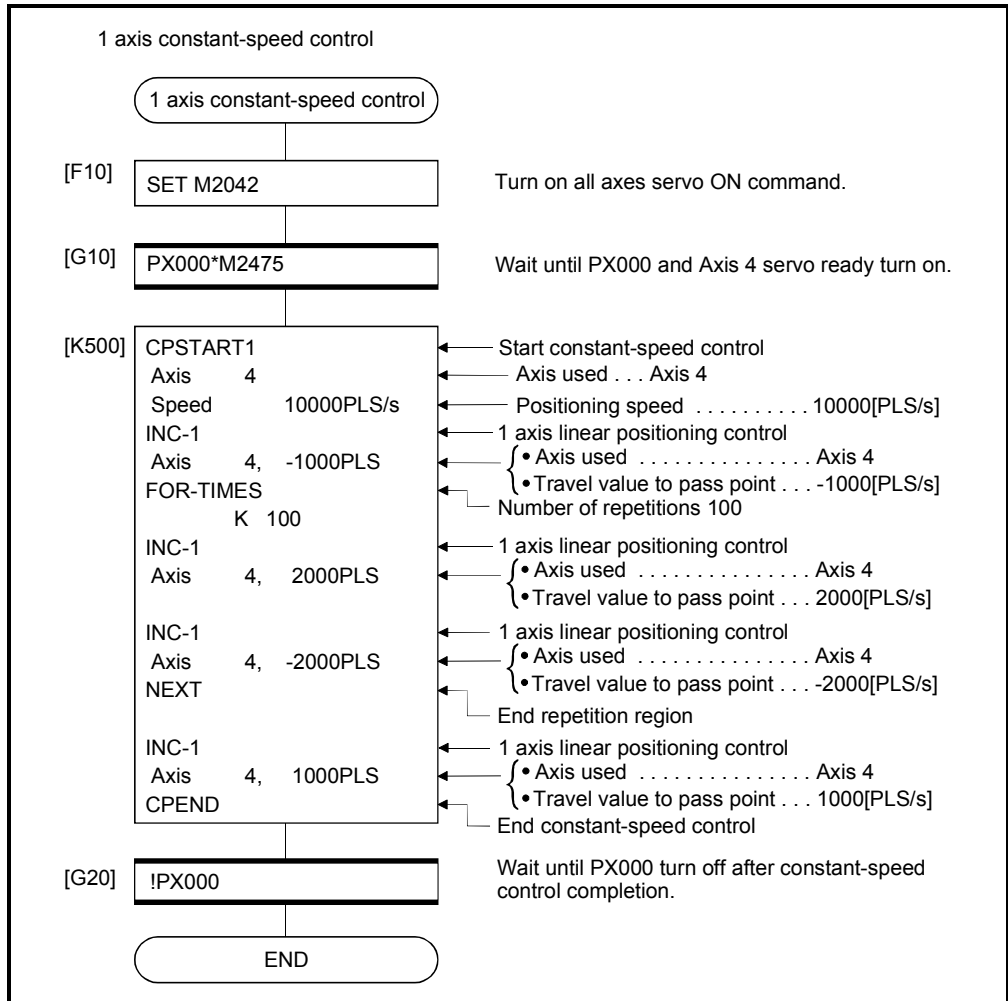 1 axis constant-speed control
1 axis constant-speed control
[F10] SET M2042 Turn on all axes servo ON command.
[G10] PX000*M2475 Wait until PX000 and Axis 4 servo ready turn on.
[K500] CPSTART1 Start constant-speed control
Axis 4 Axis used . . . Axis 4
Speed 10000PLS/s Positioning speed . . . . . . . . . . 10000[PLS/s]
INC-1 1 axis linear positioning control
Axis 4, -1000PLS • Axis used . . . . . . . . . . . . . . . Axis 4
• Travel value to pass point . . . -1000[PLS/s]
FOR-TIMES Number of repetitions 100
K 100
INC-1 1 axis linear positioning control
Axis 4, 2000PLS • Axis used . . . . . . . . . . . . . . . Axis 4
• Travel value to pass point . . . 2000[PLS/s]
INC-1 1 axis linear positioning control
Axis 4, -2000PLS • Axis used . . . . . . . . . . . . . . . Axis 4
• Travel value to pass point . . . -2000[PLS/s]
NEXT End repetition region
INC-1 1 axis linear positioning control
Axis 4, 1000PLS • Axis used . . . . . . . . . . . . . . . Axis 4
• Travel value to pass point . . . 1000[PLS/s]
CPEND End constant-speed control
[G20] !PX000 Wait until PX000 turn off after constant-speed
control completion.
END